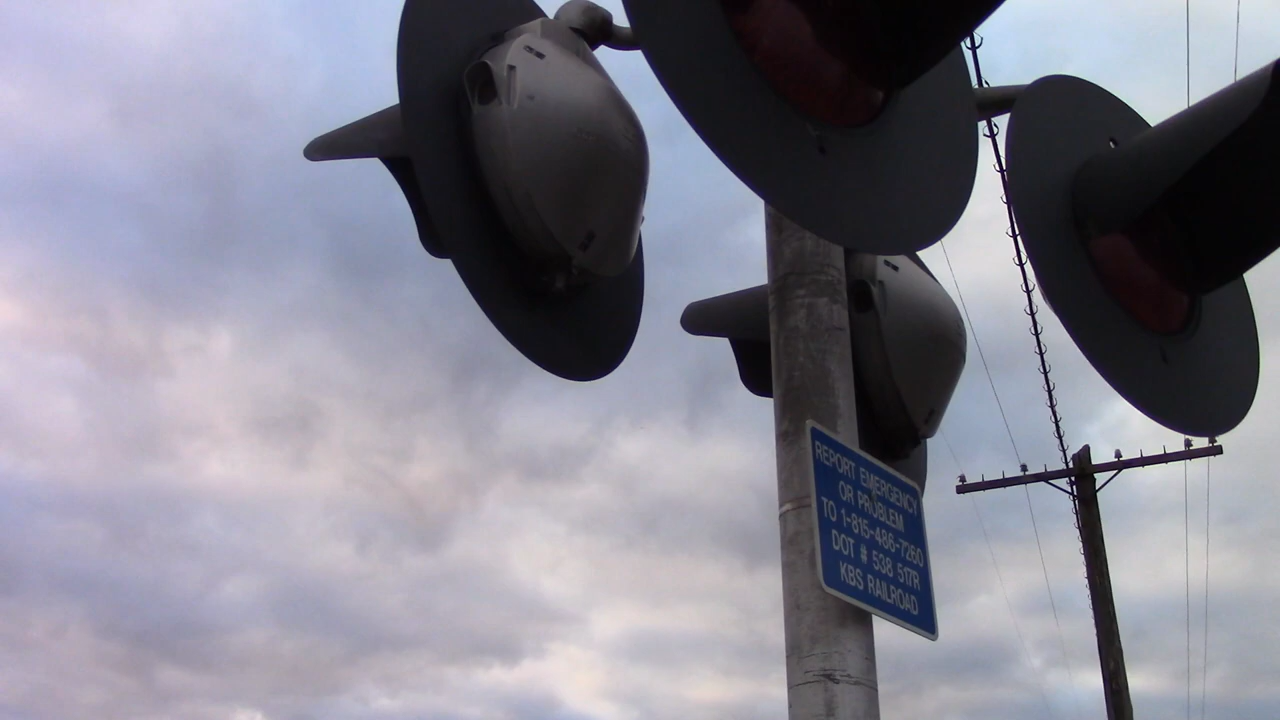 REPORT EMERGENCY
OR PROBLEM
TO 1-815-486-7260
DOT # 538 517R
KBS RAILROAD